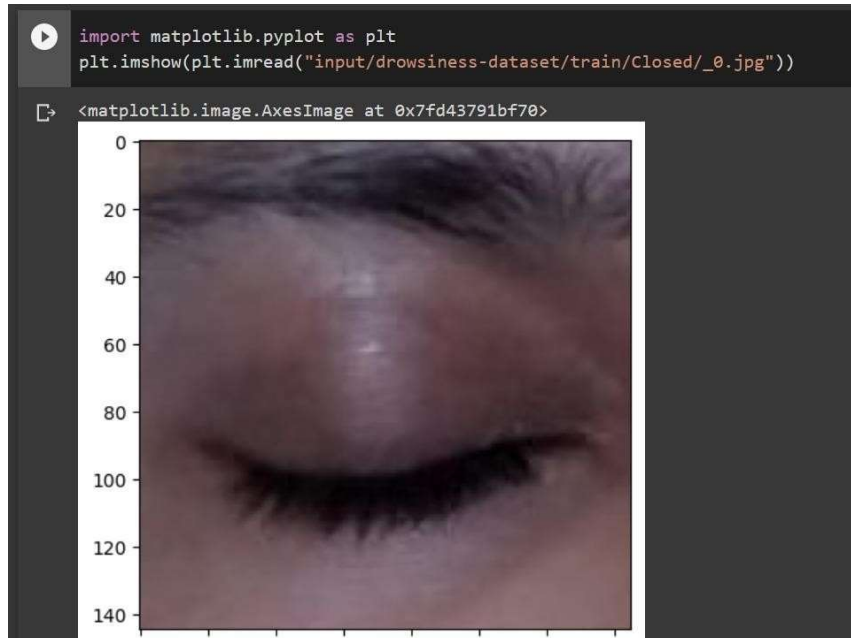 import matplotlib.pyplot as plt
plt.imshow(plt.imread("input/drowsiness-dataset/train/Closed/_0.jpg"))
<matplotlib.image.AxesImage at 0x7fd43791bf70>
0
20
40
60
80
100
120
140